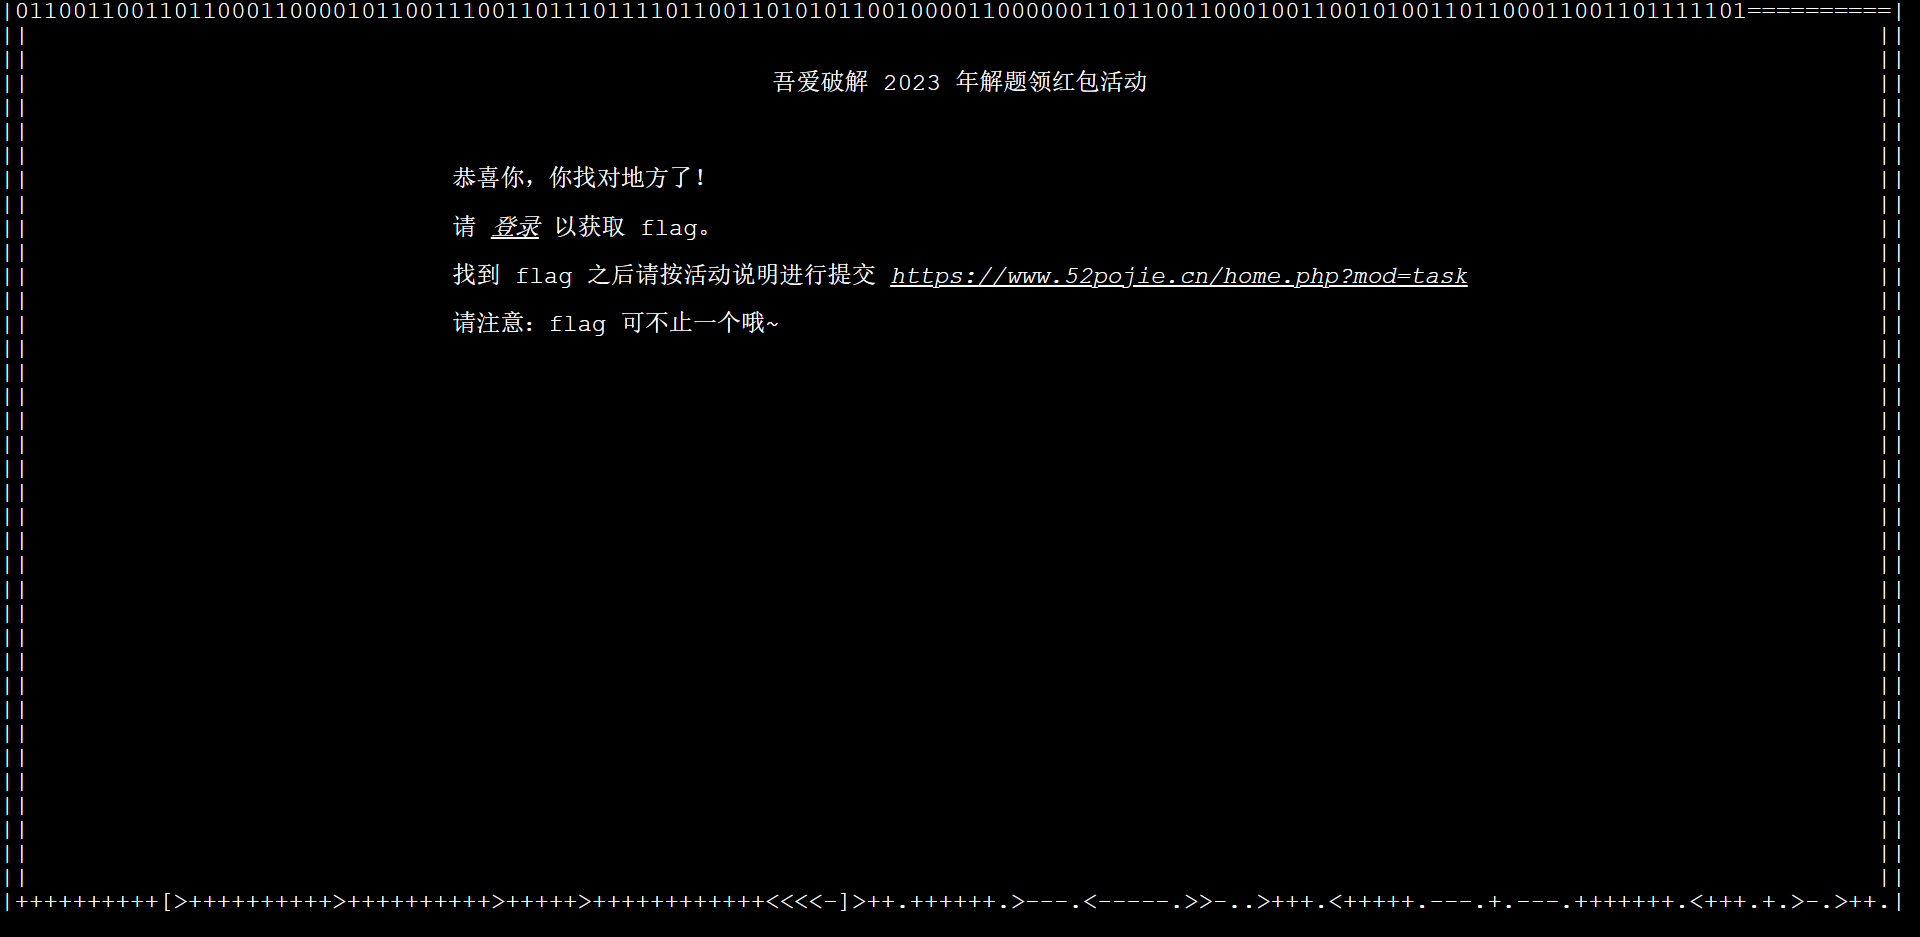 |011001100110110001100001011001110011011101111011001101010110010000110000001101100110001001100101001101100011001101111101==========|
吾爱破解 2023 年解题领红包活动
恭喜你，你找对地方了！
请 登录 以获取 flag。
找到 flag 之后请按活动说明进行提交 https://www.52pojie.cn/home.php?mod=task
请注意：flag 可不止一个哦~
|++++++++++[>++++++++++>++++++++++>+++++>++++++++++++<<<<-]>++.++++++.>---.<-----.>>-..>+++.<+++++.---.+.---.+++++++.<+++.+.>-.>++.|